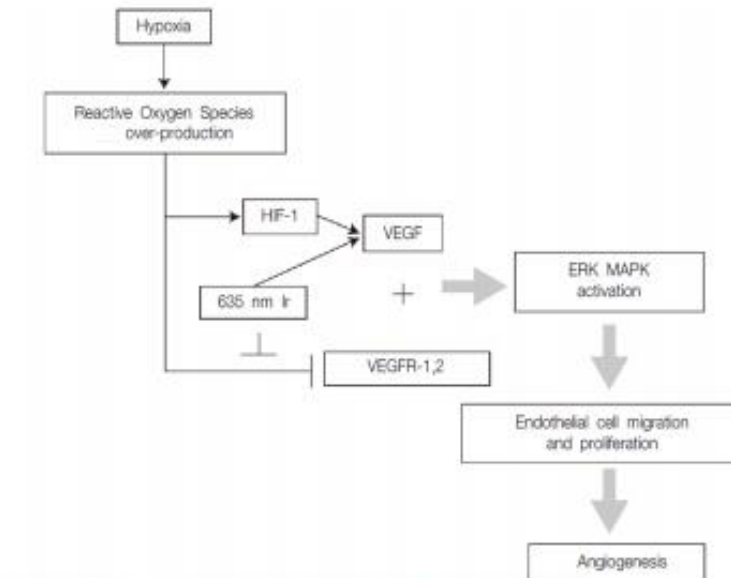 Hypoxia
Reactive Oxygen Species
over-production
HIF-1
VEGF
635 nm Ir
+
ERK MAPK
activation
VEGFR-1,2
Endothelial cell migration
and proliferation
Angiogenesis